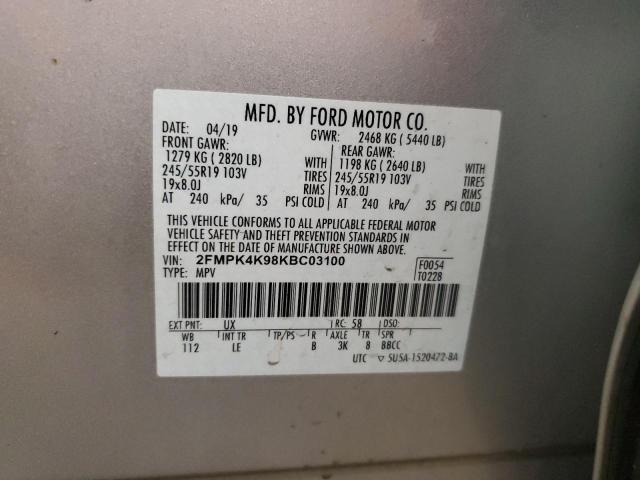 MFD. BY FORD MOTOR CO.
DATE: 04/19 GVWR: 2468 KG ( 5440 LB)
FRONT GAWR: REAR GAWR:
1279 KG ( 2820 LB) WITH 1198 KG ( 2640 LB) WITH
245/55R19 103V TIRES 245/55R19 103V TIRES
19x8.0J RIMS 19x8.0J RIMS
AT 240 kPa/ 35 PSI COLD AT 240 kPa/ 35 PSI COLD
THIS VEHICLE CONFORMS TO ALL APPLICABLE FEDERAL MOTOR
VEHICLE SAFETY AND THEFT PREVENTION STANDARDS IN
EFFECT ON THE DATE OF MANUFACTURE SHOWN ABOVE.
VIN: 2FMPK4K98KBC03100 F0054
TYPE: MPV T0228
EXT PNT: UX RC: 58 DSO:
WB INT TR TP/PS R AXLE TR SPR
112 LE B 3K 8 BBCC
UTC ▽ 5U5A-1520472-BA